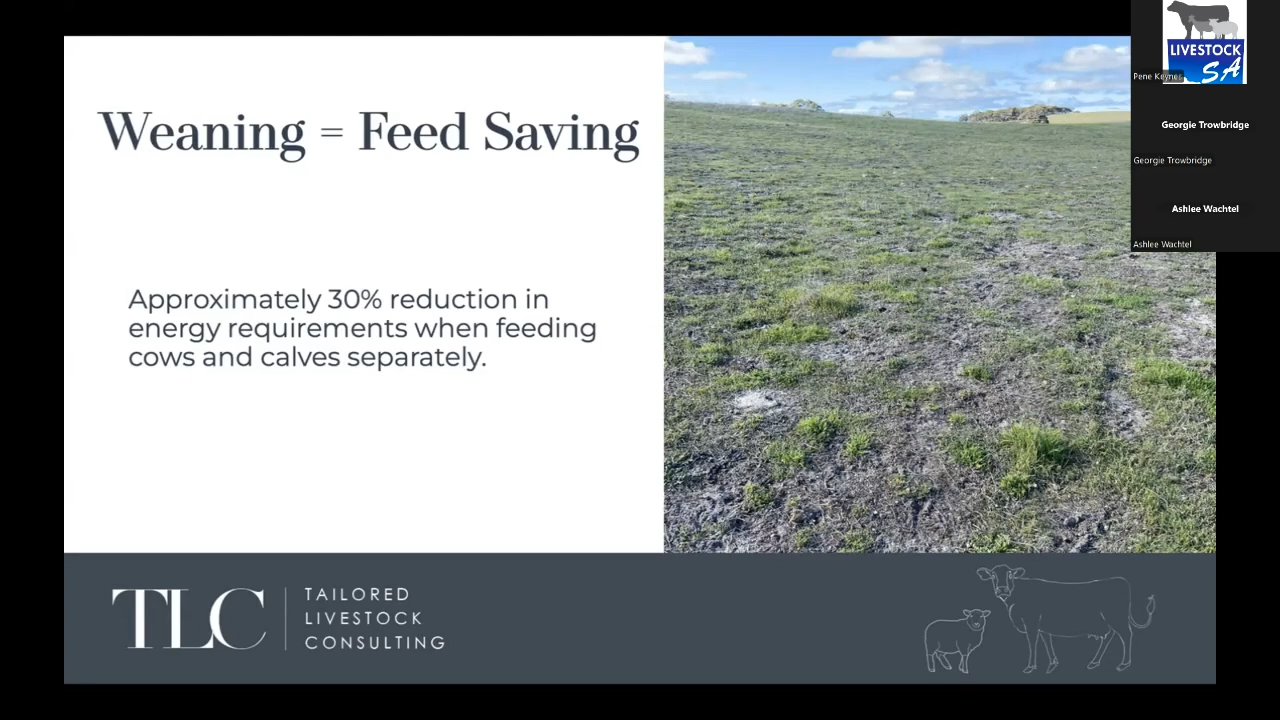 Weaning = Feed Saving
Approximately 30% reduction in
energy requirements when feeding
cows and calves separately.
TLC
TAILORED
LIVESTOCK
CONSULTING
LIVESTOCK
SA
Pene Keynes
Georgie Trowbridge
Georgie Trowbridge
Ashlee Wachtel
Ashlee Wachtel